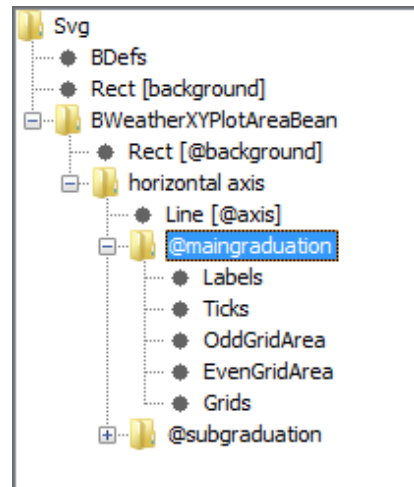 Svg
BDefs
Rect [background]
BWeatherXYPlotAreaBean
Rect [@background]
horizontal axis
Line [@axis]
@maingraduation
Labels
Ticks
OddGridArea
EvenGridArea
Grids
@subgraduation